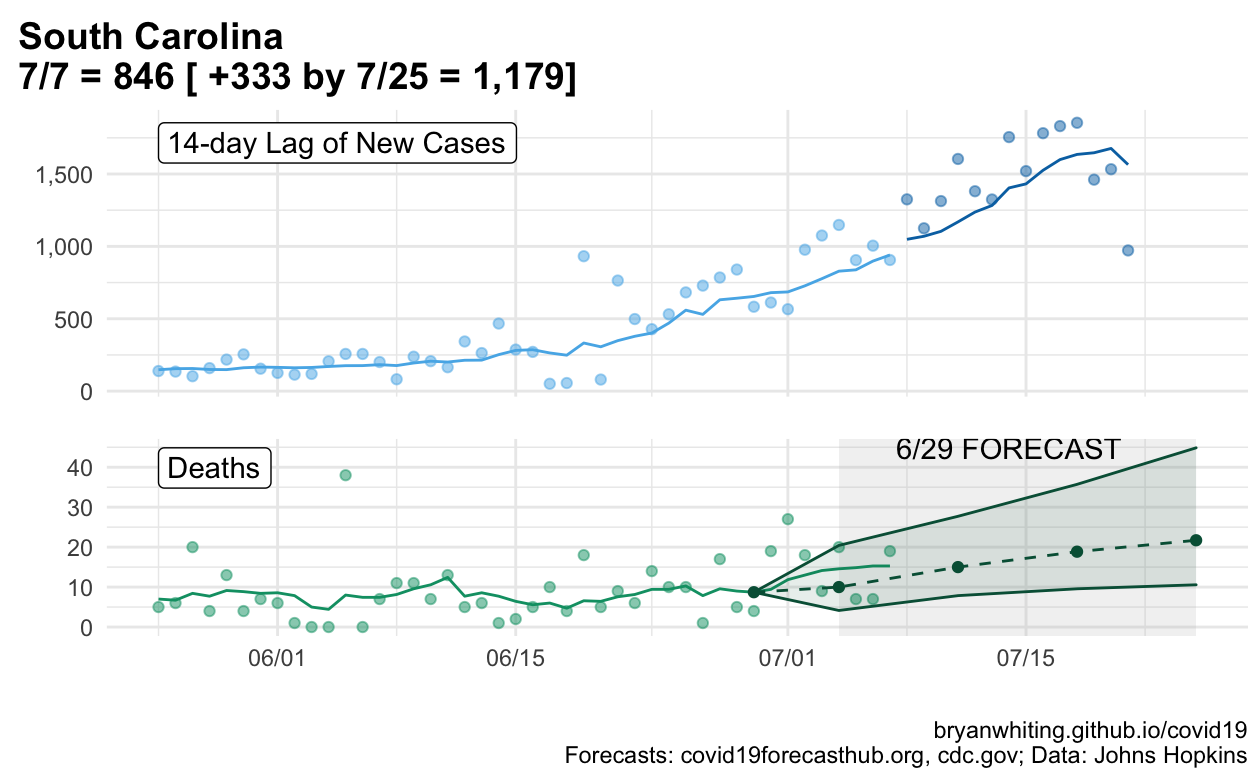 South Carolina
7/7 = 846 [ +333 by 7/25 = 1,179]
14-day Lag of New Cases
1,500
1,000
500
0
Deaths
6/29 FORECAST
40
30
20
10
0
06/01 06/15 07/01 07/15
bryanwhiting.github.io/covid19
Forecasts: covid19forecasthub.org, cdc.gov; Data: Johns Hopkins